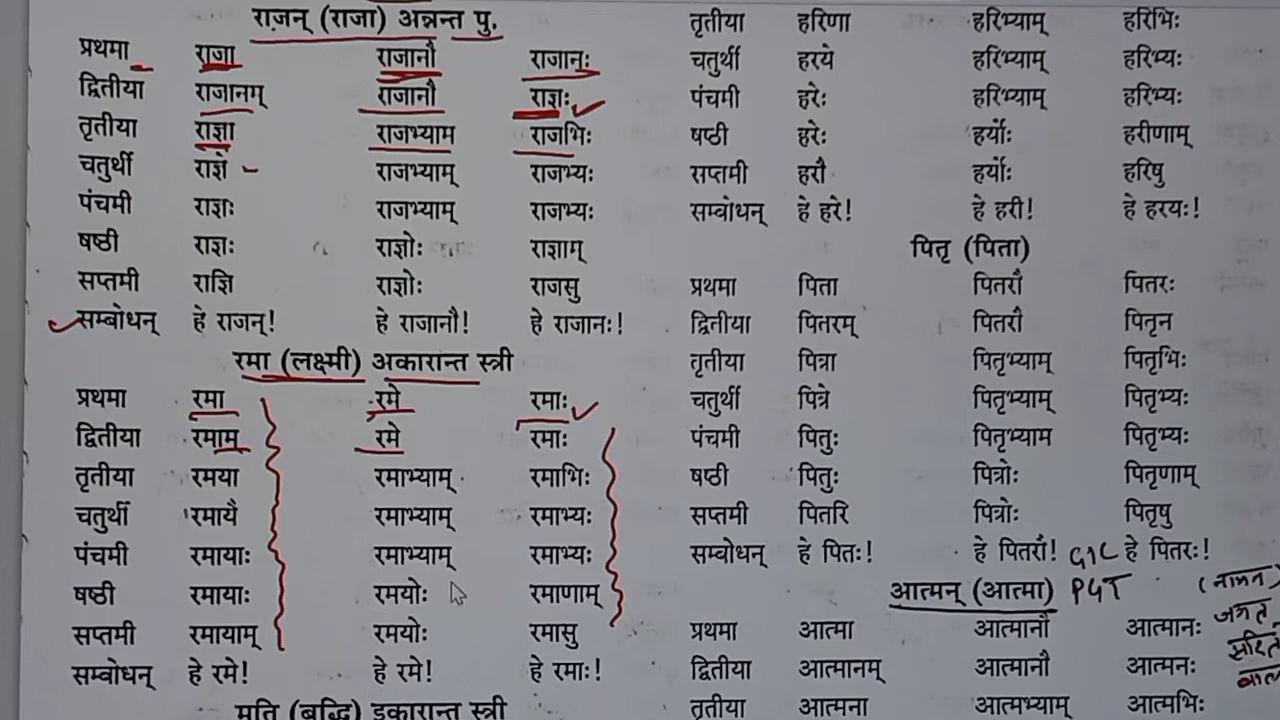 राजन् (राजा) अन्नन्त पु.
प्रथमा राजा राजानौ राजानः
द्वितीया राजानम् राजानौ राज्ञः
तृतीया राज्ञा राजभ्याम राजभिः
चतुर्थी राज्ञे राजभ्याम् राजभ्यः
पंचमी राज्ञः राजभ्याम् राजभ्यः
षष्ठी राज्ञः राज्ञोः राज्ञाम्
सप्तमी राज्ञि राज्ञोः राजसु
सम्बोधन् हे राजन्! हे राजानौ! हे राजानः!
रमा (लक्ष्मी) अकारान्त स्त्री
प्रथमा रमा रमे रमाः
द्वितीया रमाम रमे रमाः
तृतीया रमया रमाभ्याम् रमाभिः
चतुर्थी रमायै रमाभ्याम् रमाभ्यः
पंचमी रमायाः रमाभ्याम् रमाभ्यः
षष्ठी रमायाः रमयोः रमाणाम्
सप्तमी रमायाम् रमयोः रमासु
सम्बोधन् हे रमे! हे रमे! हे रमाः!
मति (बुद्धि) इकारान्त स्त्री
तृतीया हरिणा हरिभ्याम् हरिभिः
चतुर्थी हरये हरिभ्याम् हरिभ्यः
पंचमी हरेः हरिभ्याम् हरिभ्यः
षष्ठी हरेः हर्योः हरीणाम्
सप्तमी हरौ हर्योः हरिषु
सम्बोधन् हे हरे! हे हरी! हे हरयः!
पितृ (पिता)
प्रथमा पिता पितरौ पितरः
द्वितीया पितरम् पितरौ पितृन
तृतीया पित्रा पितृभ्याम् पितृभिः
चतुर्थी पित्रे पितृभ्याम् पितृभ्यः
पंचमी पितुः पितृभ्याम पितृभ्यः
षष्ठी पितुः पित्रोः पितृणाम्
सप्तमी पितरि पित्रोः पितृषु
सम्बोधन् हे पितः! हे पितरौ! GIC हे पितरः!
आत्मन् (आत्मा) PGT
प्रथमा आत्मा आत्मानौ आत्मानः
द्वितीया आत्मानम् आत्मानौ आत्मनः
तृतीया आत्मना आत्मभ्याम् आत्मभिः